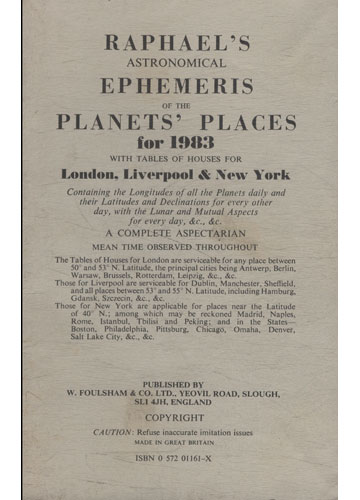 RAPHAEL'S
ASTRONOMICAL
EPHEMERIS
OF THE
PLANETS' PLACES
for 1983
WITH TABLES OF HOUSES FOR
London, Liverpool & New York
Containing the Longitudes of all the Planets daily and
their Latitudes and Declinations for every other
day, with the Lunar and Mutual Aspects
for every day, &c., &c.
A COMPLETE ASPECTARIAN
MEAN TIME OBSERVED THROUGHOUT
The Tables of Houses for London are serviceable for any place between
50° and 53° N. Latitude, the principal cities being Antwerp, Berlin,
Warsaw, Brussels, Rotterdam, Leipzig, &c., &c.
Those for Liverpool are serviceable for Dublin, Manchester, Sheffield,
and all places between 53° and 55° N. Latitude, including Hamburg,
Gdansk, Szczecin, &c., &c.
Those for New York are applicable for places near the Latitude
of 40° N.; among which may be reckoned Madrid, Naples,
Rome, Istanbul, Tbilisi and Peking; and in the States—
Boston, Philadelphia, Pittsburg, Chicago, Omaha, Denver,
Salt Lake City, &c., &c.
PUBLISHED BY
W. FOULSHAM & CO. LTD., YEOVIL ROAD, SLOUGH,
SL1 4JH, ENGLAND
COPYRIGHT
CAUTION: Refuse inaccurate imitation issues
MADE IN GREAT BRITAIN
ISBN 0 572 01161-X